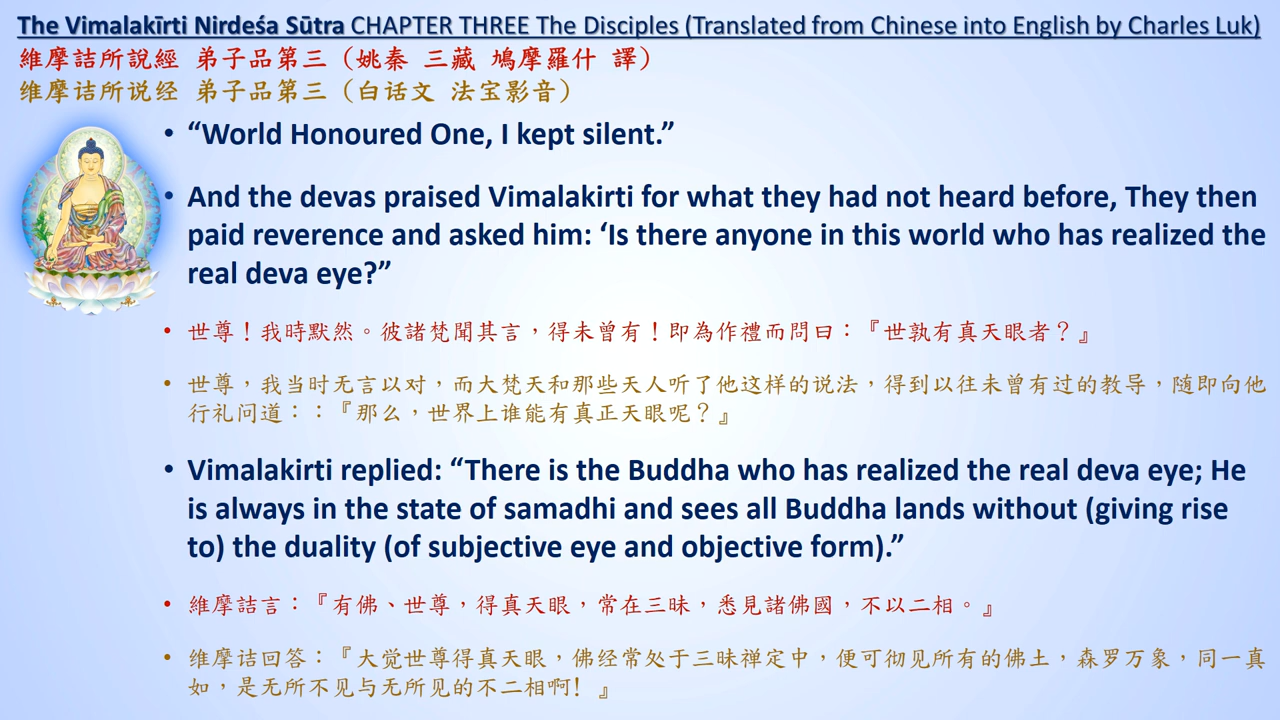 The Vimalakīrti Nirdeśa Sūtra CHAPTER THREE The Disciples (Translated from Chinese into English by Charles Luk)
維摩詰所說經 弟子品第三（姚秦 三藏 鳩摩羅什 譯）
维摩诘所说经 弟子品第三（白话文 法宝影音）
• “World Honoured One, I kept silent.”
• And the devas praised Vimalakirti for what they had not heard before, They then
paid reverence and asked him: ‘Is there anyone in this world who has realized the
real deva eye?”
• 世尊！我時默然。彼諸梵聞其言，得未曾有！即為作禮而問曰：『世孰有真天眼者？』
• 世尊，我当时无言以对，而大梵天和那些天人听了他这样的说法，得到以往未曾有过的教导，随即向他
行礼问道：：『那么，世界上谁能有真正天眼呢？』
• Vimalakirti replied: “There is the Buddha who has realized the real deva eye; He
is always in the state of samadhi and sees all Buddha lands without (giving rise
to) the duality (of subjective eye and objective form).”
• 維摩詰言：『有佛、世尊，得真天眼，常在三昧，悉見諸佛國，不以二相。』
• 维摩诘回答：『大觉世尊得真天眼，佛经常处于三昧禅定中，便可彻见所有的佛土，森罗万象，同一真
如，是无所不见与无所见的不二相啊! 』